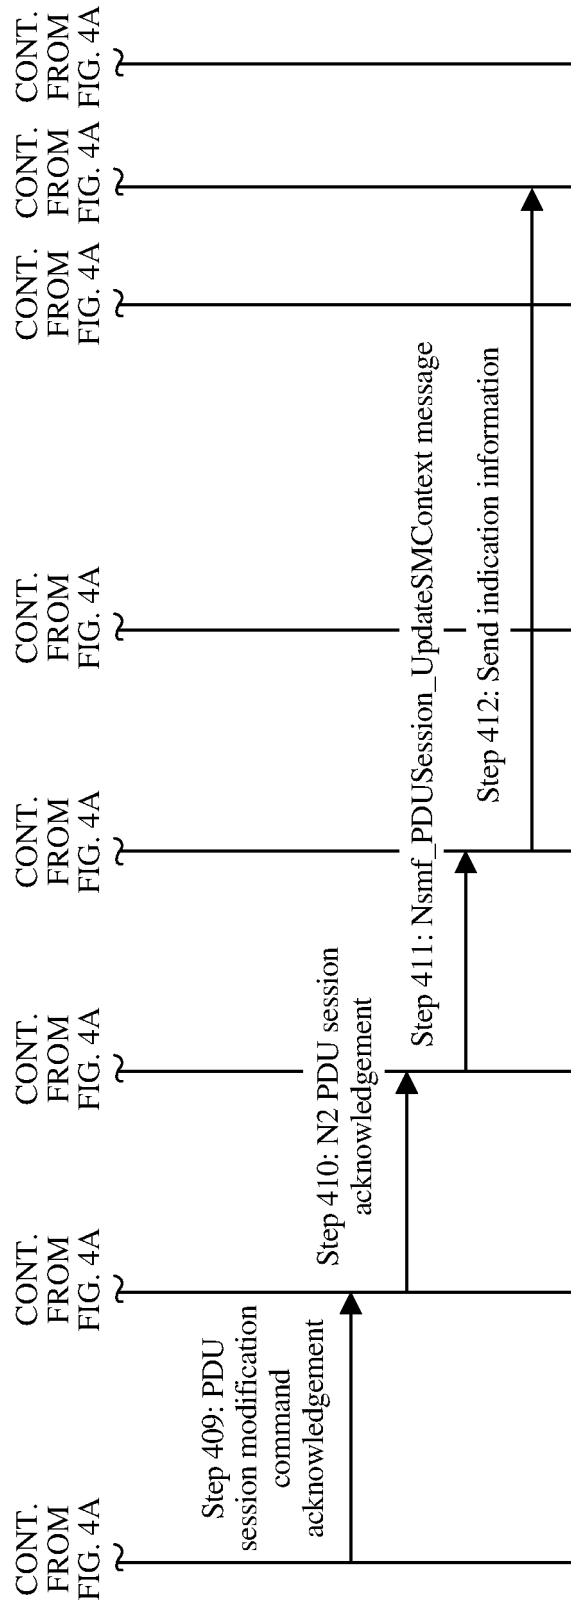 CONT.
FROM
FIG. 4A
CONT.
FROM
FIG. 4A
CONT.
FROM
FIG. 4A
CONT.
FROM
FIG. 4A
CONT.
FROM
FIG. 4A
CONT.
FROM
FIG. 4A
CONT.
FROM
FIG. 4A
CONT.
FROM
FIG. 4A
Step 409: PDU
session modification
command
acknowledgement
Step 410: N2 PDU session
acknowledgement
Step 411: Nsmf_PDUSession_UpdateSMContext message
Step 412: Send indication information